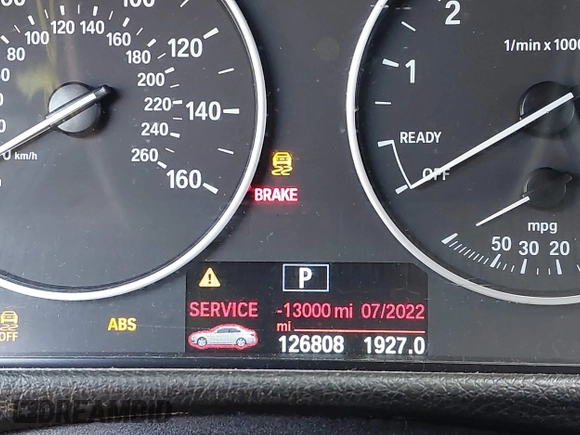 100 120 140 160 180 200 220 240 260
80
0 km/h
120
140
160
2
1
1/min x 1000
READY
OFF
50 30 20
mpg
BRAKE
P
SERVICE -13000 mi 07/2022
mi
126808 1927.0
OFF
ABS
DREAMBID